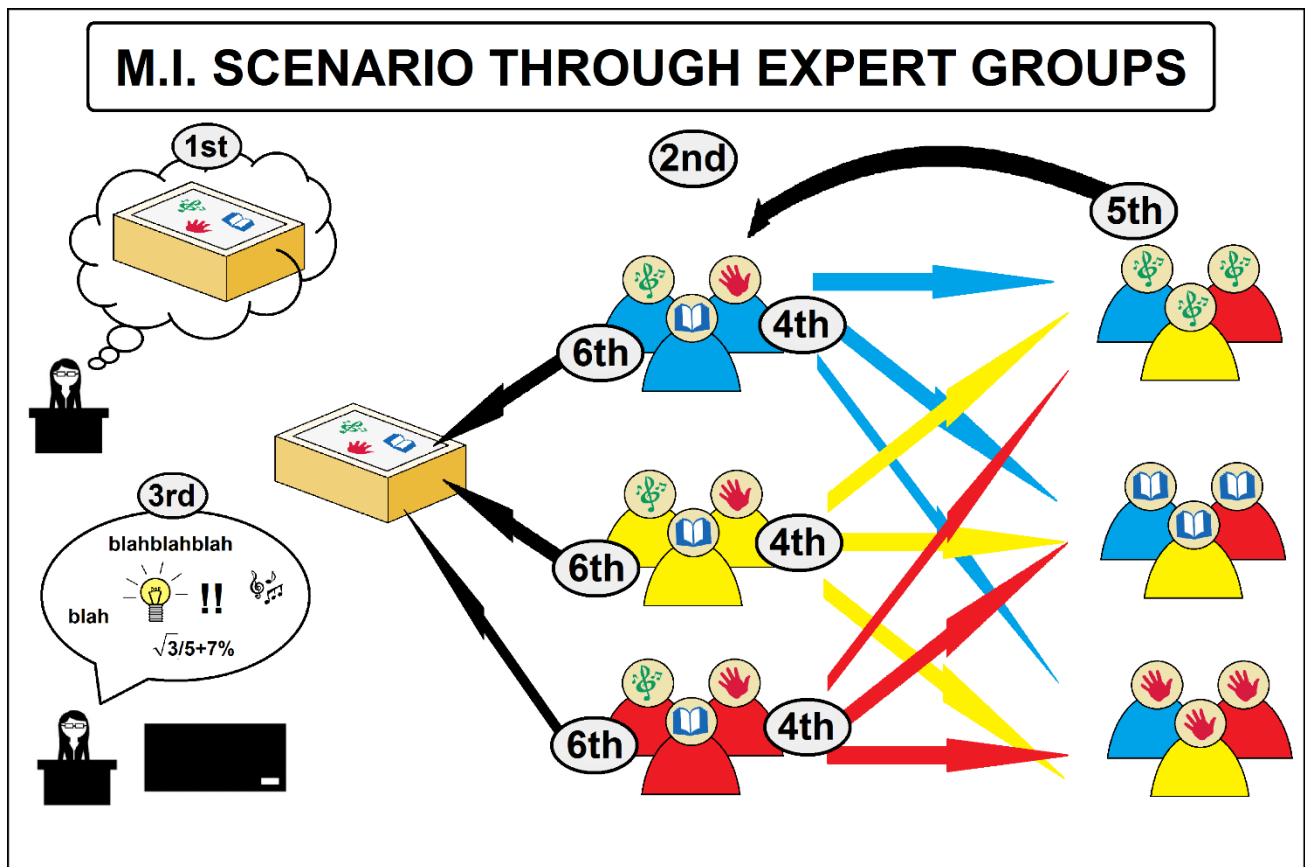 M.I. SCENARIO THROUGH EXPERT GROUPS
1st
2nd
5th
4th
6th
3rd
blahblahblah
!!
blah
√3/5+7%
4th
6th
4th
6th